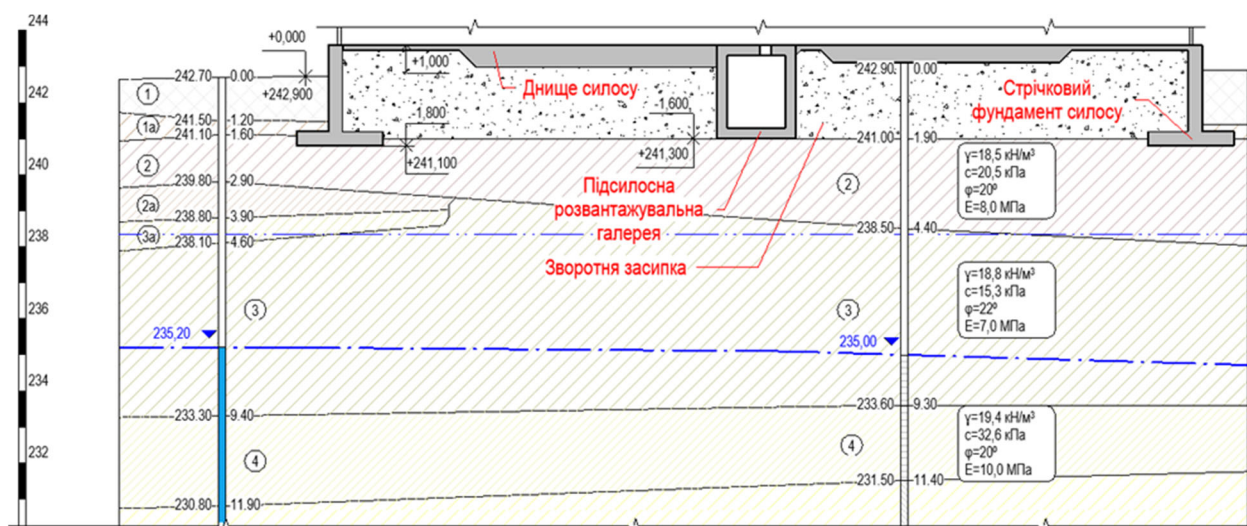 244
242
240
238
236
234
232
+0,000
+242,900
+1,000
-1,800
+241,100
-1,600
+241,300
Днище силосу
Стрічковий
фундамент силосу
Підсилосна
розвантажувальна
галерея
Зворотня засипка
242.70 0.00
241.50 1.20
241.10 1.60
239.80 2.90
238.80 3.90
238.10 4.60
235,20
233.30 9.40
230.80 11.90
242.90 0.00
241.00 1.90
238.50 4.40
235,00
233.60 9.30
231.50 11.40
1
1а
2
2а
3а
3
4
2
3
4
γ=18,5 кН/м³
c=20,5 кПа
φ=20º
E=8,0 МПа
γ=18,8 кН/м³
c=15,3 кПа
φ=22º
E=7,0 МПа
γ=19,4 кН/м³
c=32,6 кПа
φ=20º
E=10,0 МПа